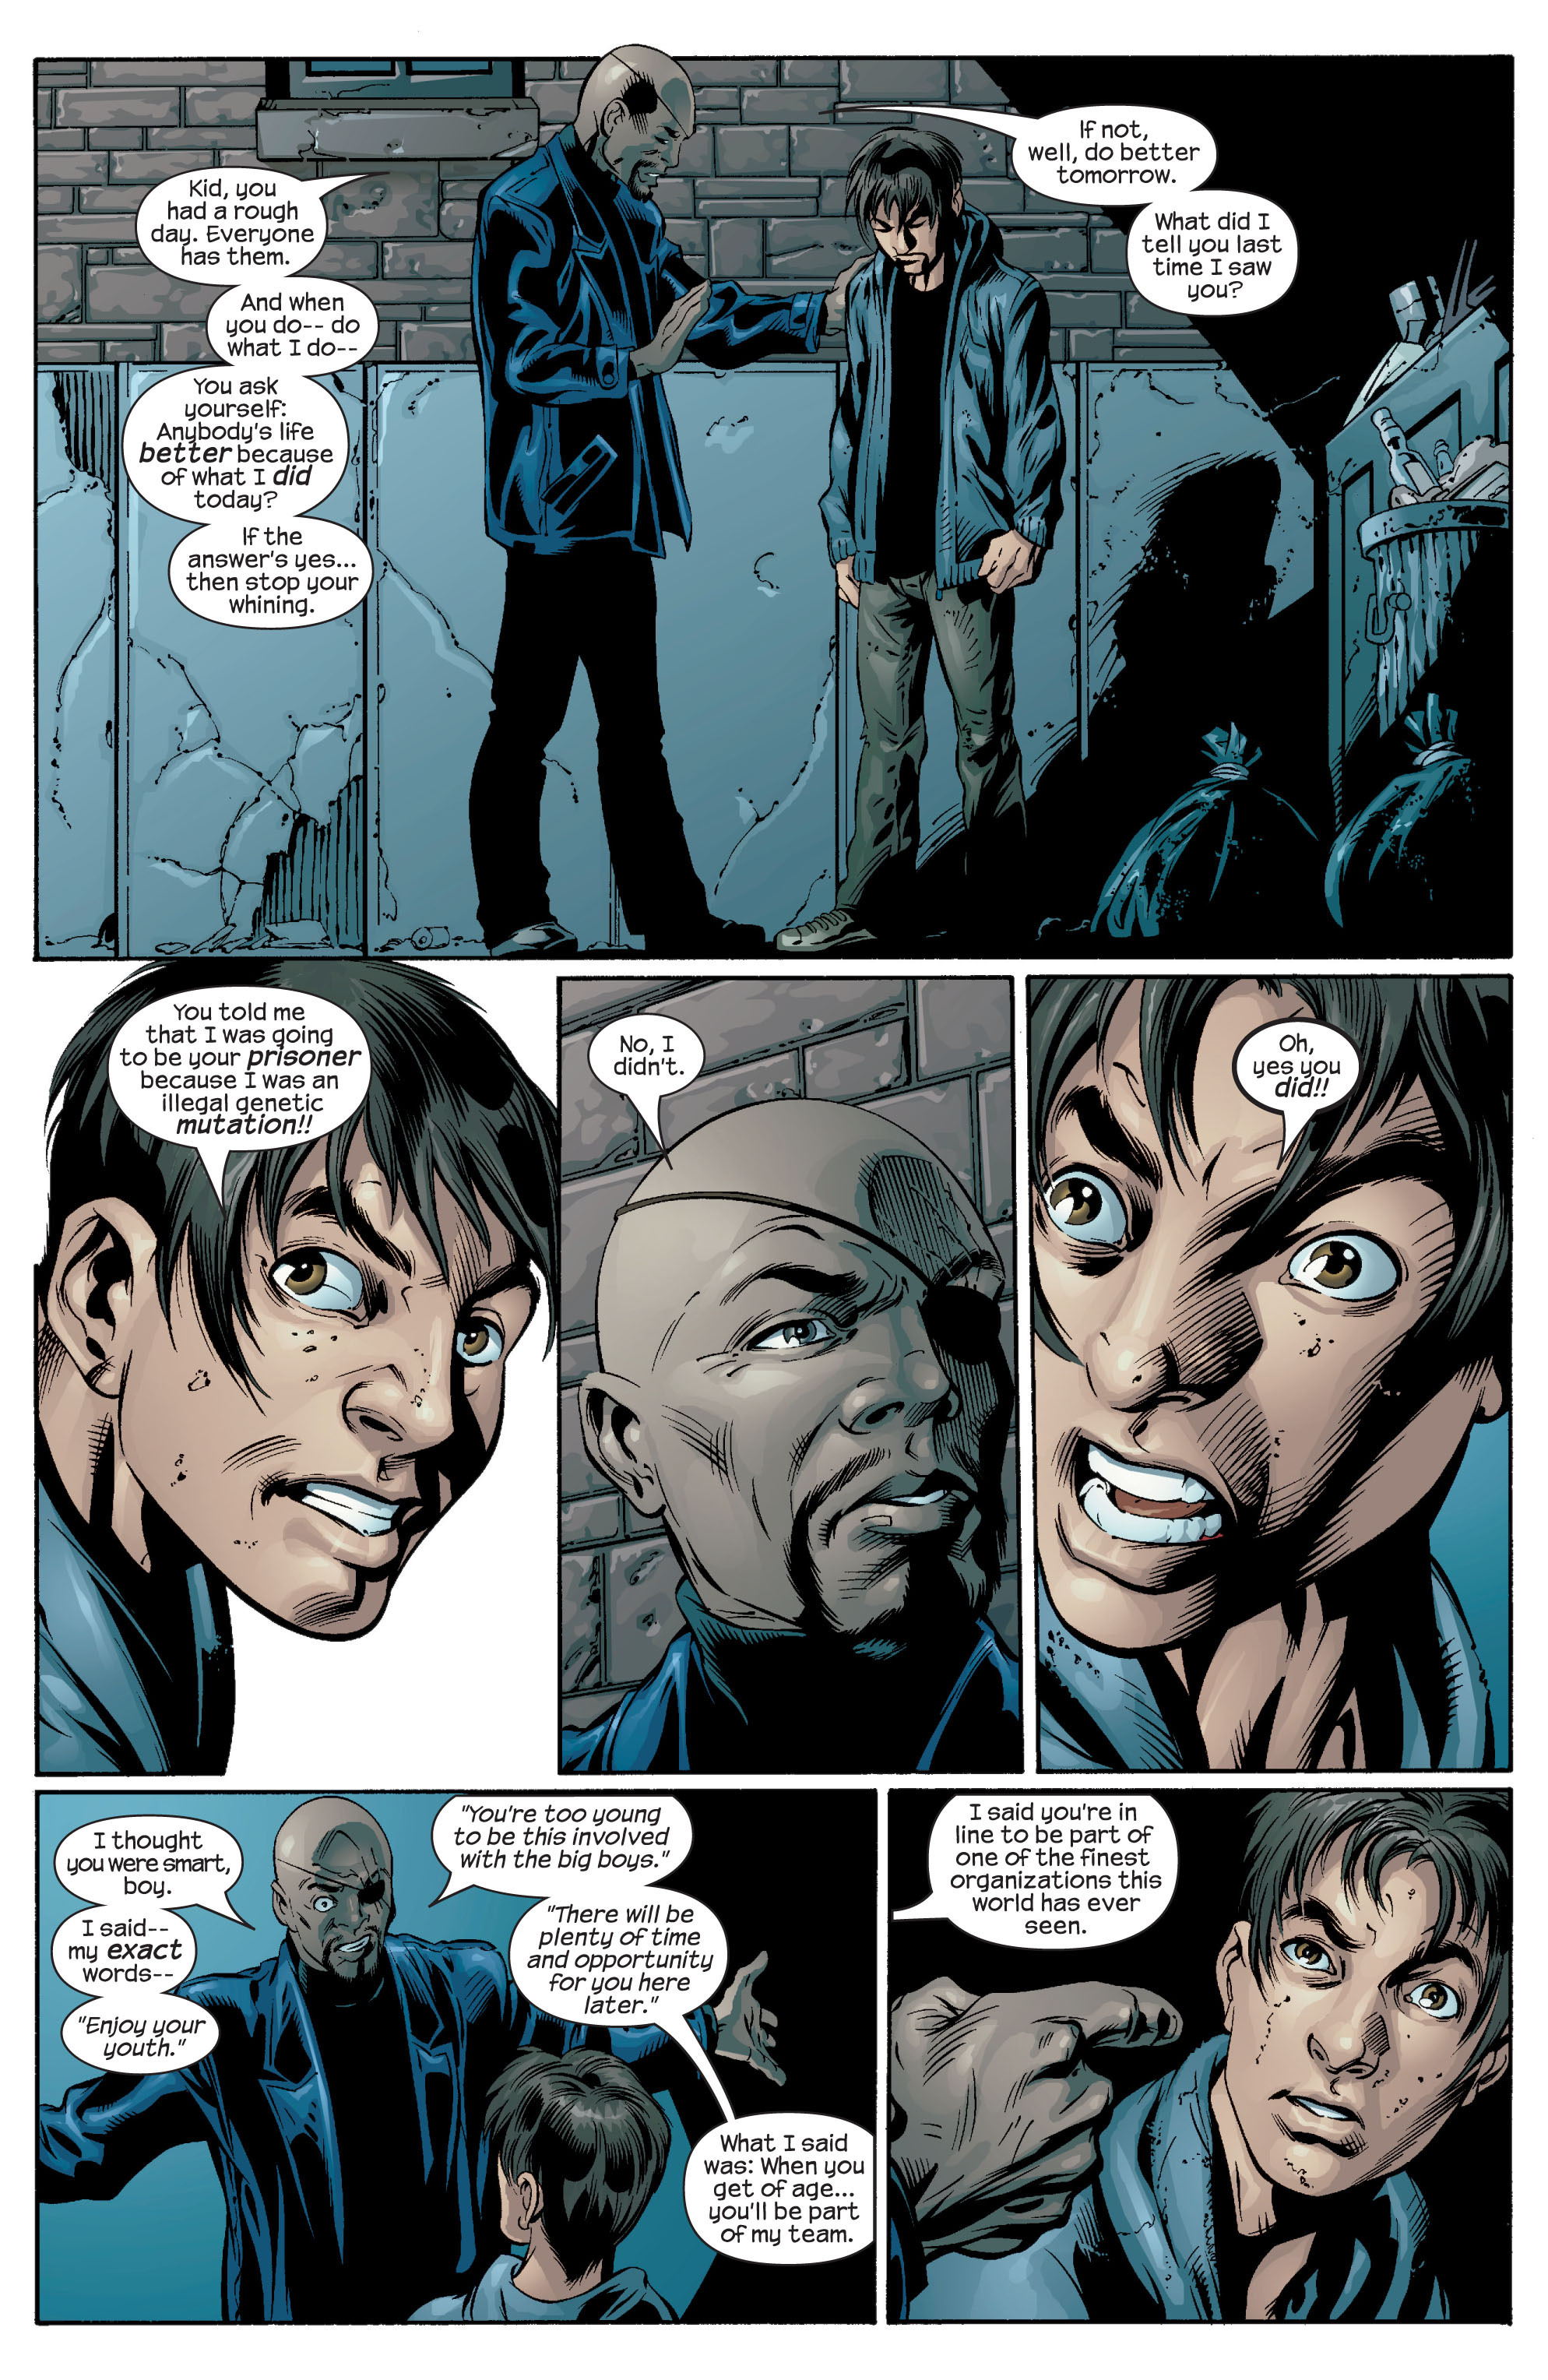 Kid, you
had a rough
day. Everyone
has them.
And when
you do-- do
what I do--
You ask
yourself:
Anybody's life
better because
of what I did
today?
If the
answer's yes...
then stop your
whining.
If not,
well, do better
tomorrow.
What did I
tell you last
time I saw
you?
You told me
that I was going
to be your prisoner
because I was an
illegal genetic
mutation!!
No, I
didn't.
Oh,
yes you
did!!
I thought
you were smart,
boy.
I said--
my exact
words--
"Enjoy your
youth."
"You're too young
to be this involved
with the big boys."
"There will be
plenty of time
and opportunity
for you here
later."
What I said
was: When you
get of age...
you'll be part
of my team.
I said you're in
line to be part of
one of the finest
organizations this
world has ever
seen.